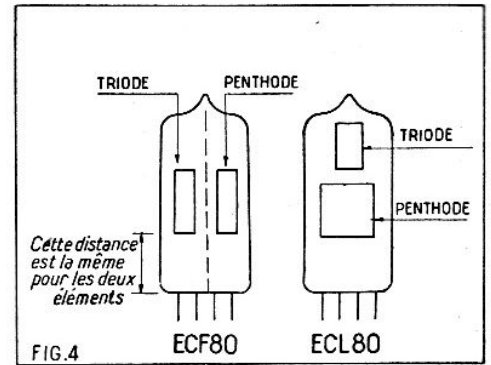 TRIODE
PENTHODE
TRIODE
PENTHODE
Cette distance
est la même
pour les deux
éléments
ECF80
ECL80
FIG.4